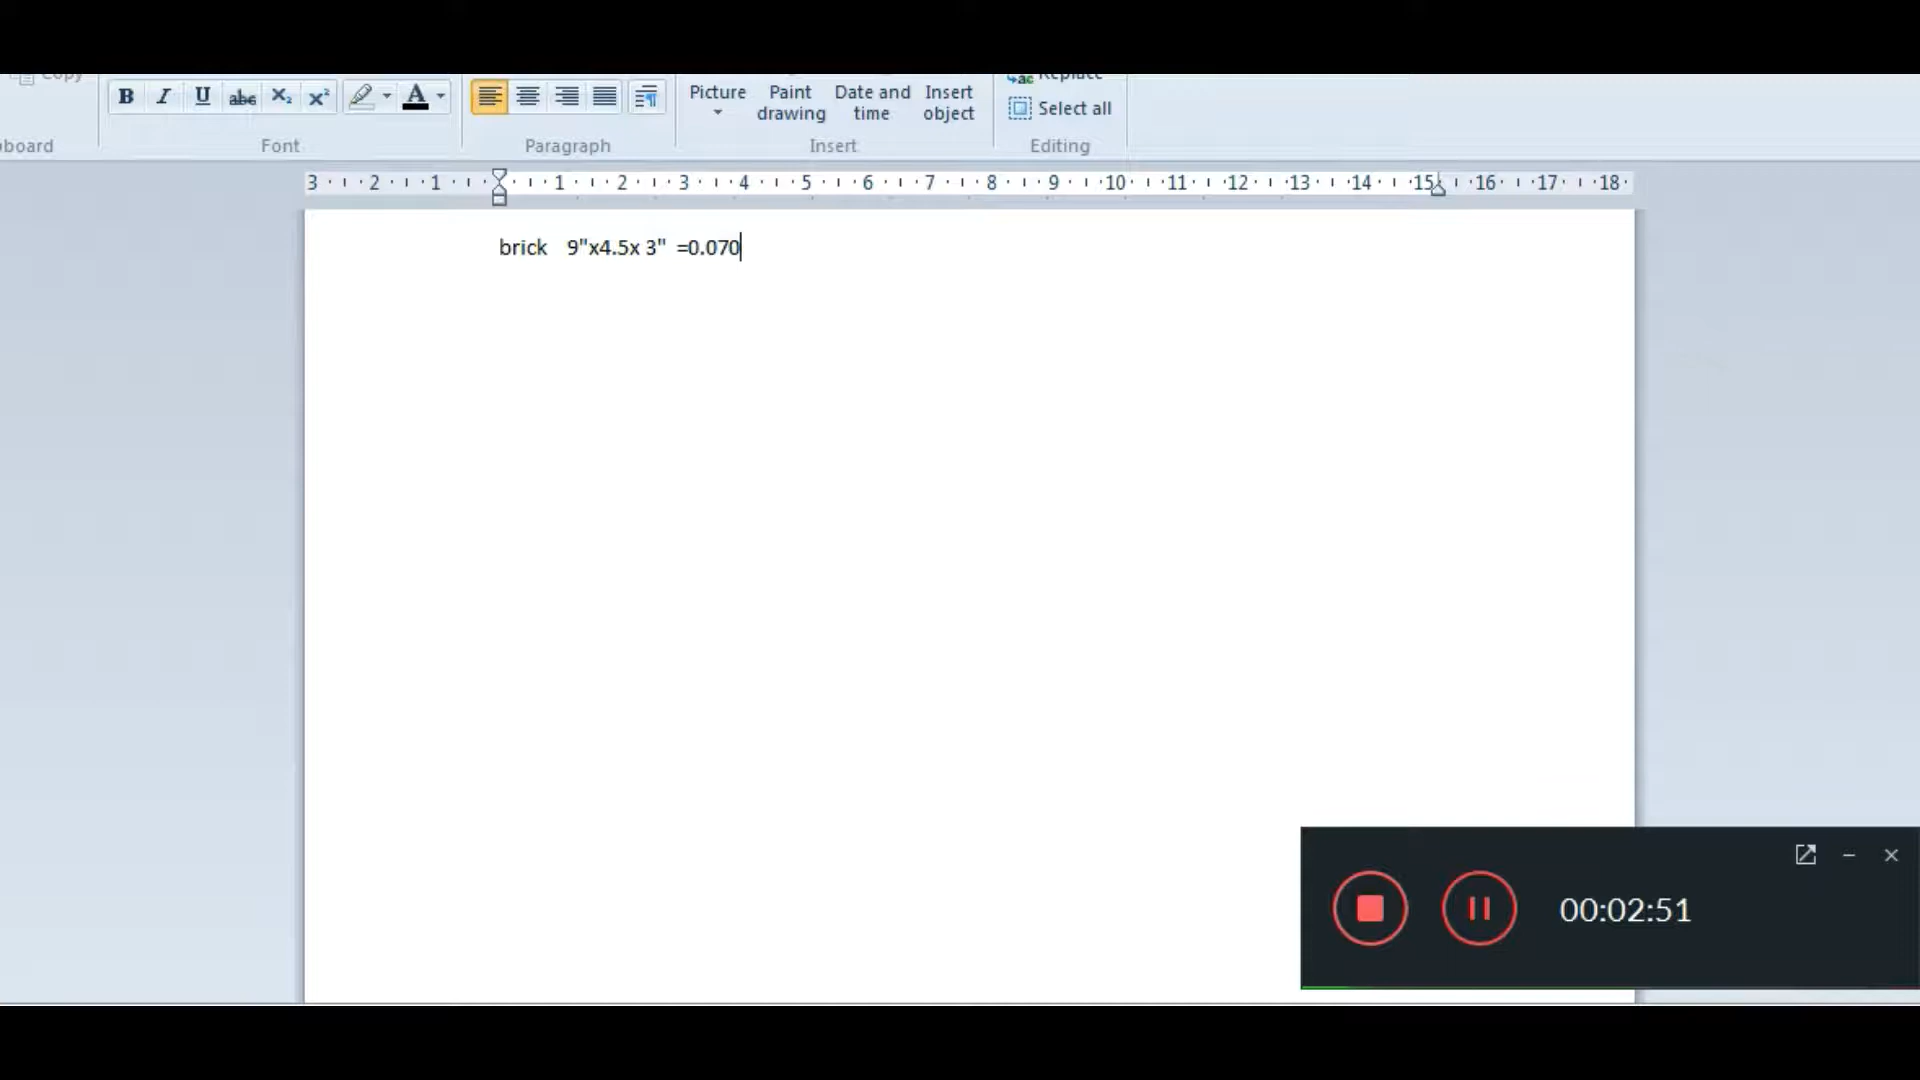 Copy
B I U abc X₂ X² A
Picture Paint drawing Date and time Insert object
Replace
Select all
board Font Paragraph Insert Editing
3 2 1 1 2 3 4 5 6 7 8 9 10 11 12 13 14 15 16 17 18
brick 9"x4.5x 3" =0.070
00:02:51